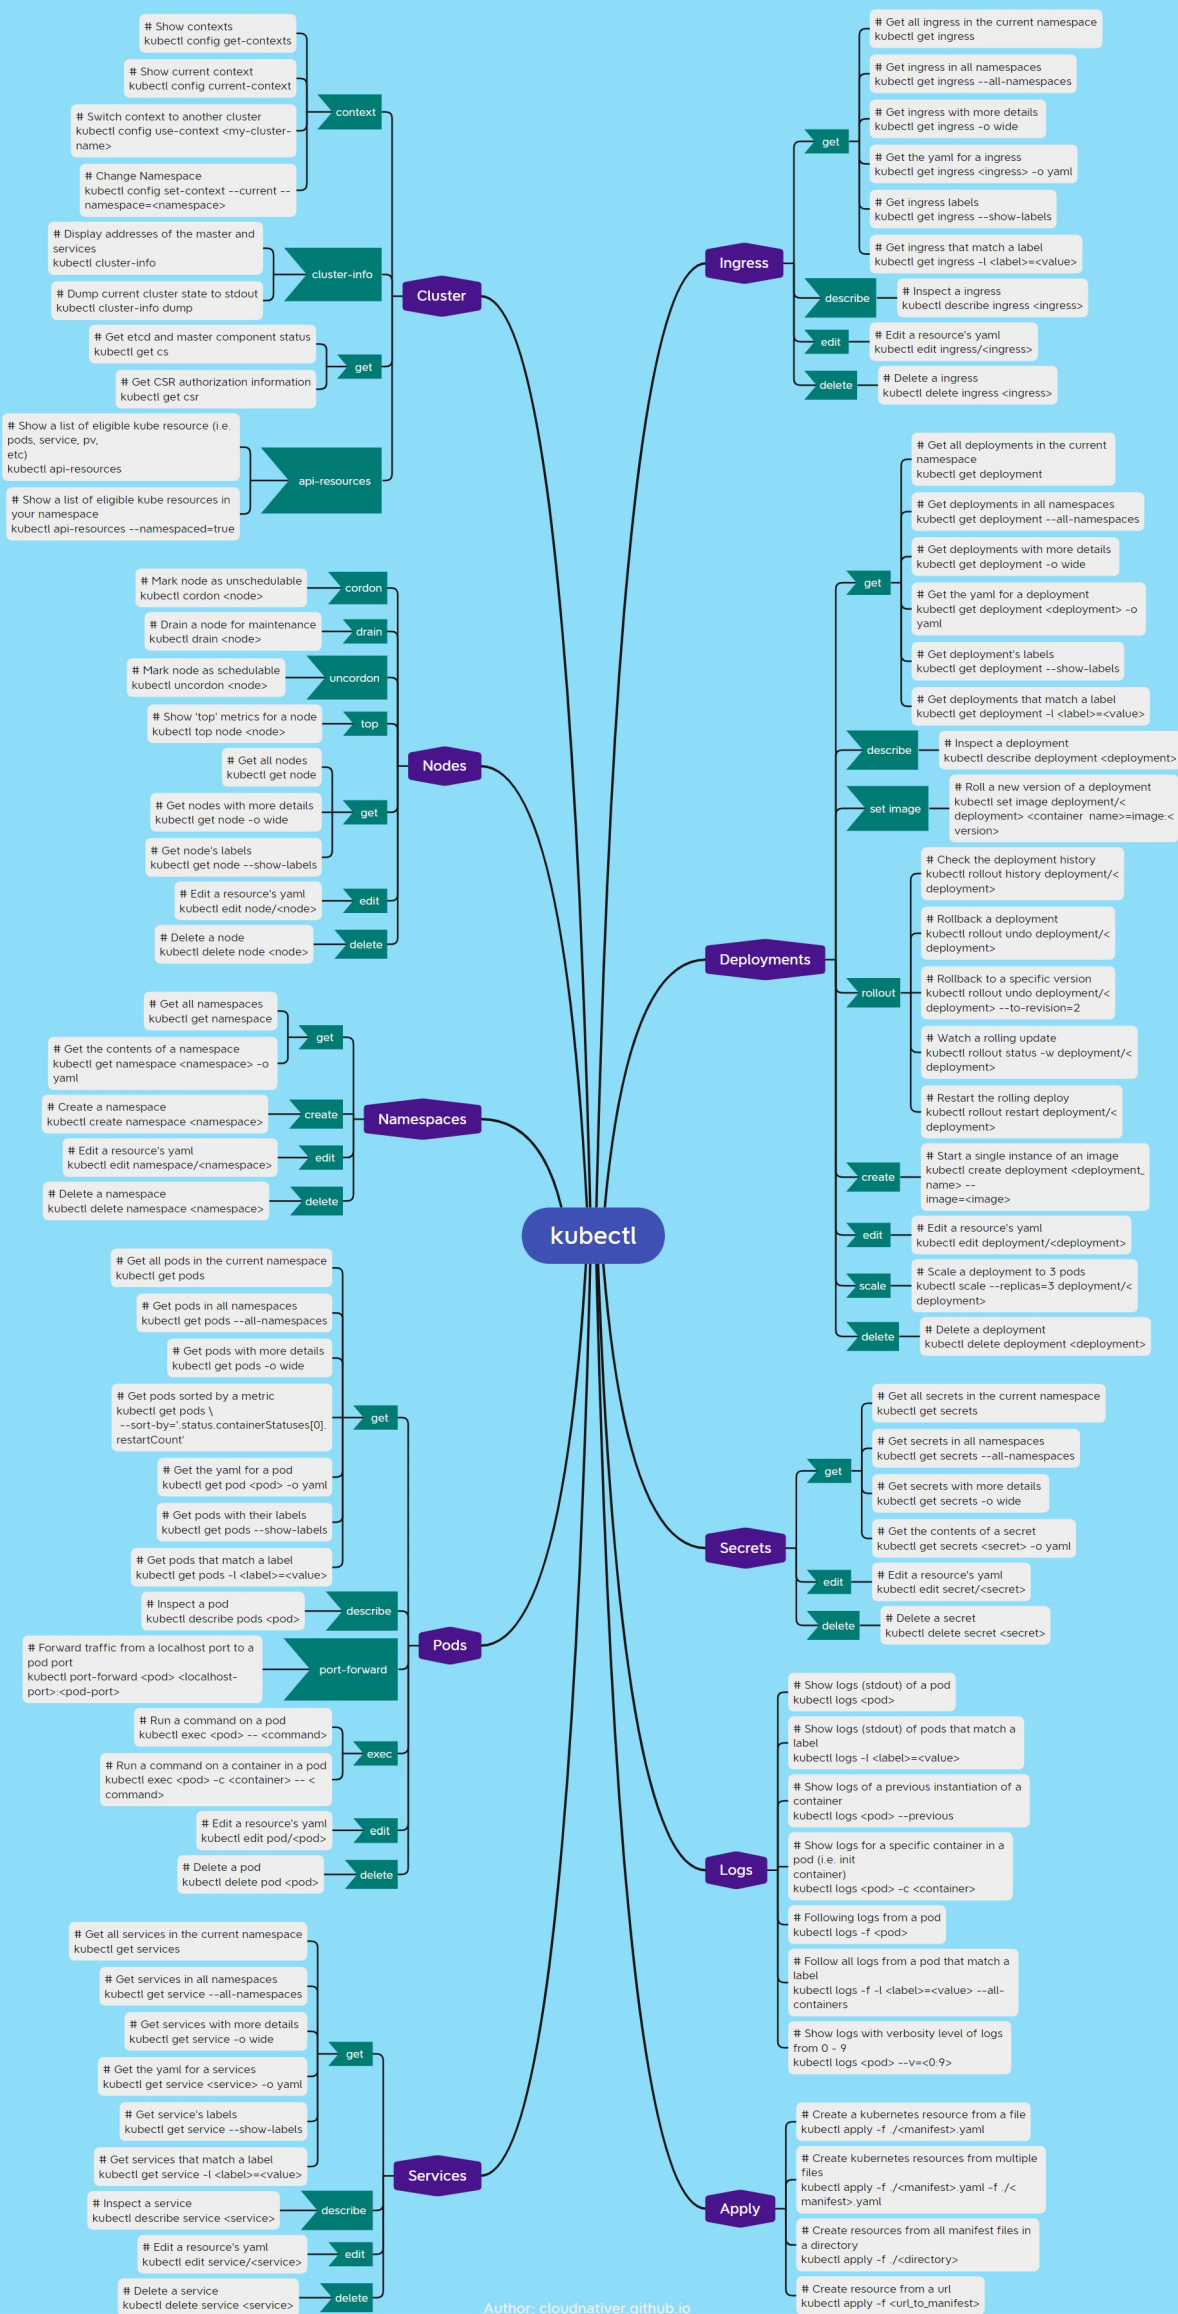 # Show contexts
kubectl config get-contexts
# Show current context
kubectl config current-context
# Switch context to another cluster
kubectl config use-context <my-cluster-
name>
# Change Namespace
kubectl config set-context --current --
namespace=<namespace>
context
# Display addresses of the master and
services
kubectl cluster-info
# Dump current cluster state to stdout
kubectl cluster-info dump
cluster-info
# Get etcd and master component status
kubectl get cs
# Get CSR authorization information
kubectl get csr
get
# Show a list of eligible kube resource (i.e.
pods, service, pv,
etc)
kubectl api-resources
# Show a list of eligible kube resources in
your namespace
kubectl api-resources --namespaced=true
api-resources
Cluster
# Mark node as unschedulable
kubectl cordon <node>
cordon
# Drain a node for maintenance
kubectl drain <node>
drain
# Mark node as schedulable
kubectl uncordon <node>
uncordon
# Show 'top' metrics for a node
kubectl top node <node>
top
# Get all nodes
kubectl get node
# Get nodes with more details
kubectl get node -o wide
# Get node's labels
kubectl get node --show-labels
get
# Edit a resource's yaml
kubectl edit node/<node>
edit
# Delete a node
kubectl delete node <node>
delete
Nodes
# Get all namespaces
kubectl get namespace
# Get the contents of a namespace
kubectl get namespace <namespace> -o
yaml
get
# Create a namespace
kubectl create namespace <namespace>
create
# Edit a resource's yaml
kubectl edit namespace/<namespace>
edit
# Delete a namespace
kubectl delete namespace <namespace>
delete
Namespaces
kubectl
# Get all pods in the current namespace
kubectl get pods
# Get pods in all namespaces
kubectl get pods --all-namespaces
# Get pods with more details
kubectl get pods -o wide
# Get pods sorted by a metric
kubectl get pods \
--sort-by='.status.containerStatuses[0].
restartCount'
# Get the yaml for a pod
kubectl get pod <pod> -o yaml
# Get pods with their labels
kubectl get pods --show-labels
# Get pods that match a label
kubectl get pods -l <label>=<value>
get
# Inspect a pod
kubectl describe pods <pod>
describe
# Forward traffic from a localhost port to a
pod port
kubectl port-forward <pod> <localhost-
port>:<pod-port>
port-forward
# Run a command on a pod
kubectl exec <pod> -- <command>
# Run a command on a container in a pod
kubectl exec <pod> -c <container> -- <
command>
exec
# Edit a resource's yaml
kubectl edit pod/<pod>
edit
# Delete a pod
kubectl delete pod <pod>
delete
Pods
# Get all services in the current namespace
kubectl get services
# Get services in all namespaces
kubectl get service --all-namespaces
# Get services with more details
kubectl get service -o wide
# Get the yaml for a services
kubectl get service <service> -o yaml
# Get service's labels
kubectl get service --show-labels
# Get services that match a label
kubectl get service -l <label>=<value>
get
# Inspect a service
kubectl describe service <service>
describe
# Edit a resource's yaml
kubectl edit service/<service>
edit
# Delete a service
kubectl delete service <service>
delete
Services
Ingress
get
# Get all ingress in the current namespace
kubectl get ingress
# Get ingress in all namespaces
kubectl get ingress --all-namespaces
# Get ingress with more details
kubectl get ingress -o wide
# Get the yaml for a ingress
kubectl get ingress <ingress> -o yaml
# Get ingress labels
kubectl get ingress --show-labels
# Get ingress that match a label
kubectl get ingress -l <label>=<value>
describe
# Inspect a ingress
kubectl describe ingress <ingress>
edit
# Edit a resource's yaml
kubectl edit ingress/<ingress>
delete
# Delete a ingress
kubectl delete ingress <ingress>
Deployments
get
# Get all deployments in the current
namespace
kubectl get deployment
# Get deployments in all namespaces
kubectl get deployment --all-namespaces
# Get deployments with more details
kubectl get deployment -o wide
# Get the yaml for a deployment
kubectl get deployment <deployment> -o
yaml
# Get deployment's labels
kubectl get deployment --show-labels
# Get deployments that match a label
kubectl get deployment -l <label>=<value>
describe
# Inspect a deployment
kubectl describe deployment <deployment>
set image
# Roll a new version of a deployment
kubectl set image deployment/<
deployment> <container name>=image:<
version>
rollout
# Check the deployment history
kubectl rollout history deployment/<
deployment>
# Rollback a deployment
kubectl rollout undo deployment/<
deployment>
# Rollback to a specific version
kubectl rollout undo deployment/<
deployment> --to-revision=2
# Watch a rolling update
kubectl rollout status -w deployment/<
deployment>
# Restart the rolling deploy
kubectl rollout restart deployment/<
deployment>
create
# Start a single instance of an image
kubectl create deployment <deployment_
name> --
image=<image>
edit
# Edit a resource's yaml
kubectl edit deployment/<deployment>
scale
# Scale a deployment to 3 pods
kubectl scale --replicas=3 deployment/<
deployment>
delete
# Delete a deployment
kubectl delete deployment <deployment>
Secrets
get
# Get all secrets in the current namespace
kubectl get secrets
# Get secrets in all namespaces
kubectl get secrets --all-namespaces
# Get secrets with more details
kubectl get secrets -o wide
# Get the contents of a secret
kubectl get secrets <secret> -o yaml
edit
# Edit a resource's yaml
kubectl edit secret/<secret>
delete
# Delete a secret
kubectl delete secret <secret>
Logs
# Show logs (stdout) of a pod
kubectl logs <pod>
# Show logs (stdout) of pods that match a
label
kubectl logs -l <label>=<value>
# Show logs of a previous instantiation of a
container
kubectl logs <pod> --previous
# Show logs for a specific container in a
pod (i.e. init
container)
kubectl logs <pod> -c <container>
# Following logs from a pod
kubectl logs -f <pod>
# Follow all logs from a pod that match a
label
kubectl logs -f -l <label>=<value> --all-
containers
# Show logs with verbosity level of logs
from 0 - 9
kubectl logs <pod> --v=<0:9>
Apply
# Create a kubernetes resource from a file
kubectl apply -f ./<manifest>.yaml
# Create kubernetes resources from multiple
files
kubectl apply -f ./<manifest>.yaml -f ./<
manifest>.yaml
# Create resources from all manifest files in
a directory
kubectl apply -f ./<directory>
# Create resource from a url
kubectl apply -f <url_to_manifest>
Author: cloudnativer.github.io